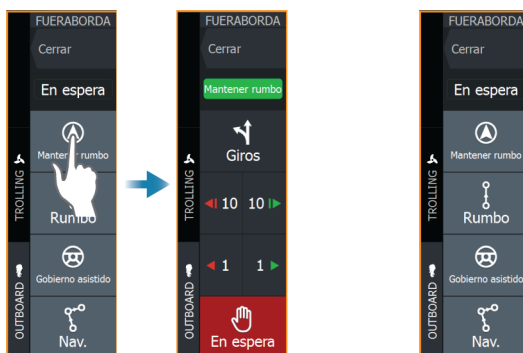 FUERABORDA
Cerrar
En espera
Mantener rumbo
Rumbo
Gobierno asistido
Nav.
TROLLING
OUTBOARD
FUERABORDA
Cerrar
Mantener rumbo
Giros
10 10
1 1
En espera
TROLLING
OUTBOARD
FUERABORDA
Cerrar
En espera
Mantener rumbo
Rumbo
Gobierno asistido
Nav.
TROLLING
OUTBOARD